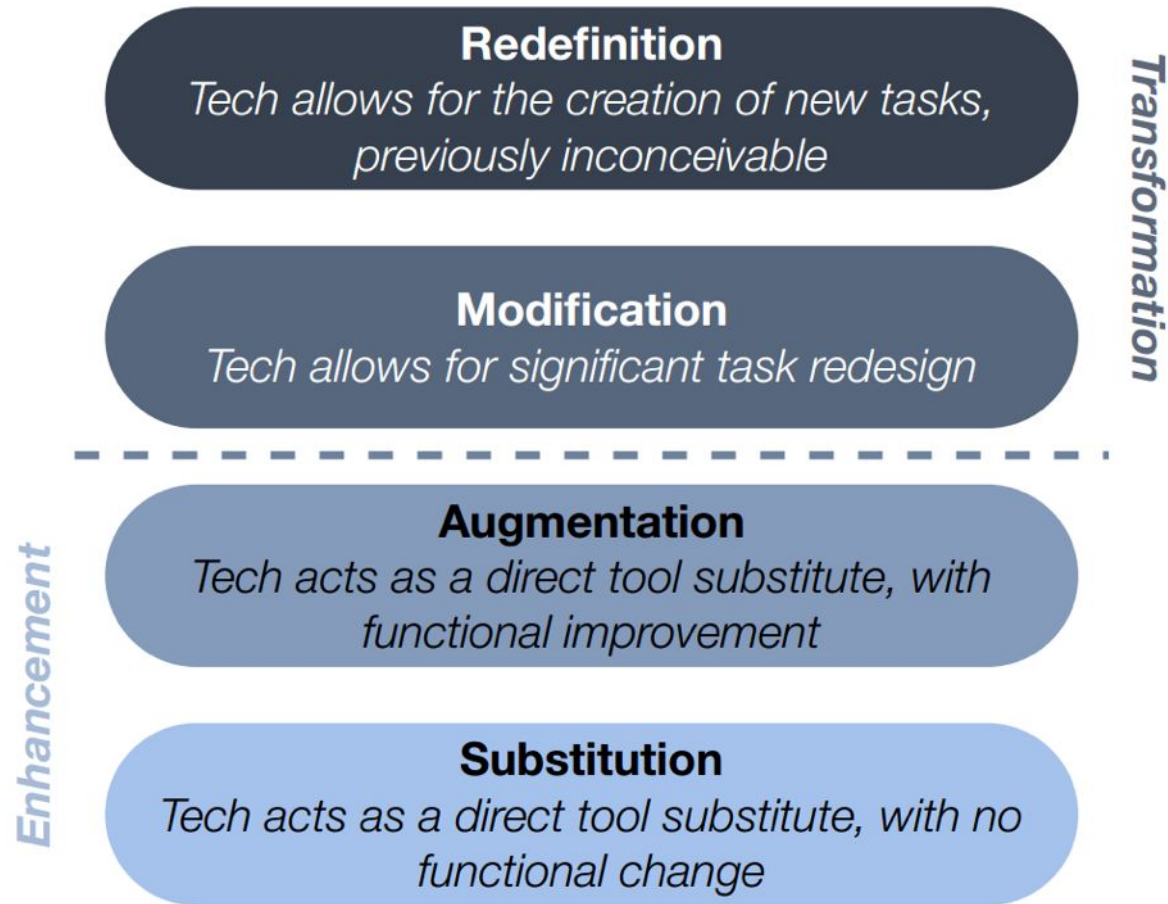 Redefinition
Tech allows for the creation of new tasks,
previously inconceivable
Transformation
Modification
Tech allows for significant task redesign
Augmentation
Tech acts as a direct tool substitute, with
functional improvement
Enhancement
Substitution
Tech acts as a direct tool substitute, with no
functional change